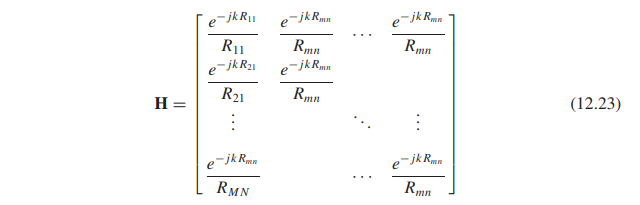 H = [ e^{-jkR_{11}}/R_{11} e^{-jkR_{mn}}/R_{mn} ⋯ e^{-jkR_{mn}}/R_{mn}
e^{-jkR_{21}}/R_{21} e^{-jkR_{mn}}/R_{mn}
⋮ ⋱ ⋮
e^{-jkR_{mn}}/R_{MN} ⋯ e^{-jkR_{mn}}/R_{mn} ] (12.23)